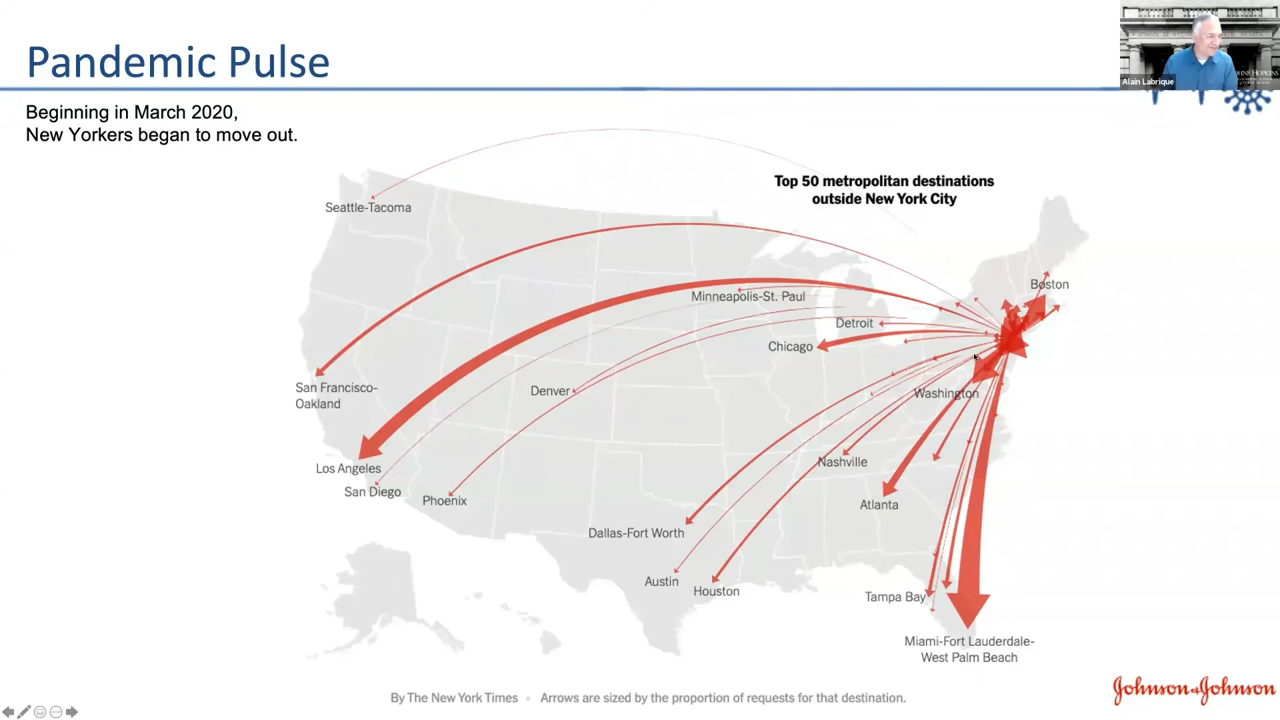 Pandemic Pulse
Alain Labrique
JOHNS HOPKINS
Beginning in March 2020,
New Yorkers began to move out.
Top 50 metropolitan destinations
outside New York City
Seattle-Tacoma
Boston
Minneapolis-St. Paul
Detroit
Chicago
San Francisco-
Oakland
Denver
Washington
Los Angeles
Nashville
San Diego
Phoenix
Atlanta
Dallas-Fort Worth
Austin
Houston
Tampa Bay
Miami-Fort Lauderdale-
West Palm Beach
By The New York Times • Arrows are sized by the proportion of requests for that destination.
Johnson & Johnson